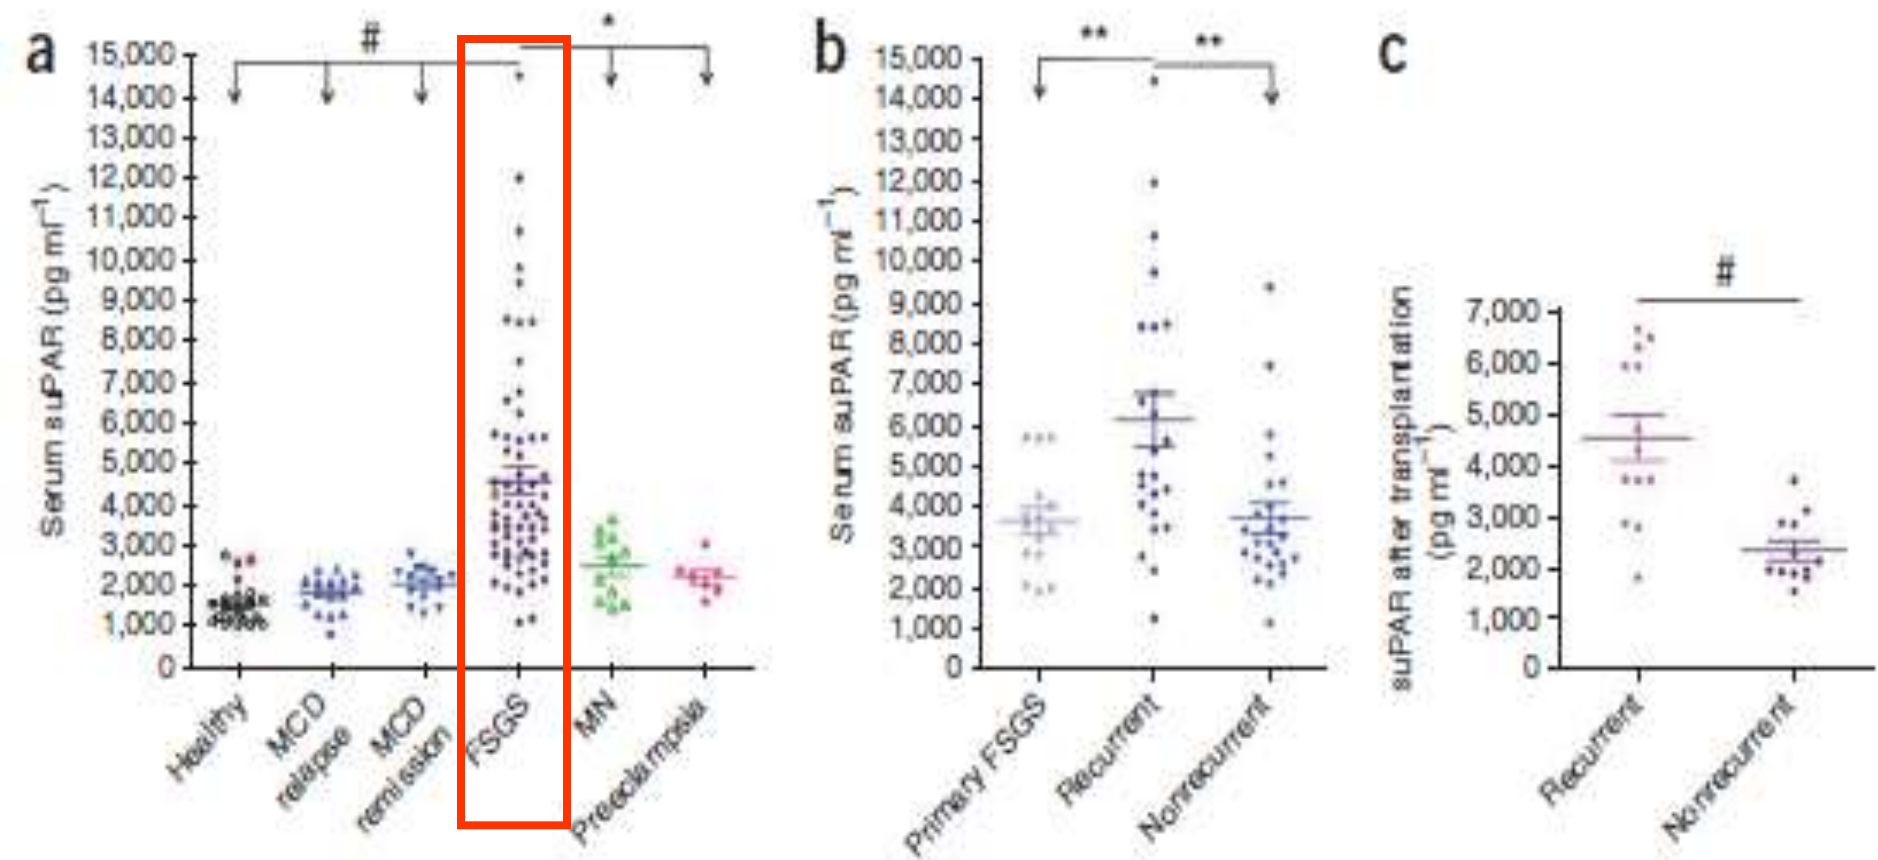 a
#
*
Serum suPAR (pg ml⁻¹)
15,000
14,000
13,000
12,000
11,000
10,000
9,000
8,000
7,000
6,000
5,000
4,000
3,000
2,000
1,000
0
Healthy
MCD
relapse
MCD
remission
FSGS
MN
Preeclampsia
b
**
**
Serum suPAR (pg ml⁻¹)
15,000
14,000
13,000
12,000
11,000
10,000
9,000
8,000
7,000
6,000
5,000
4,000
3,000
2,000
1,000
0
Primary FSGS
Recurrent
Nonrecurrent
c
#
suPAR after transplantation
(pg ml⁻¹)
7,000
6,000
5,000
4,000
3,000
2,000
1,000
0
Recurrent
Nonrecurrent